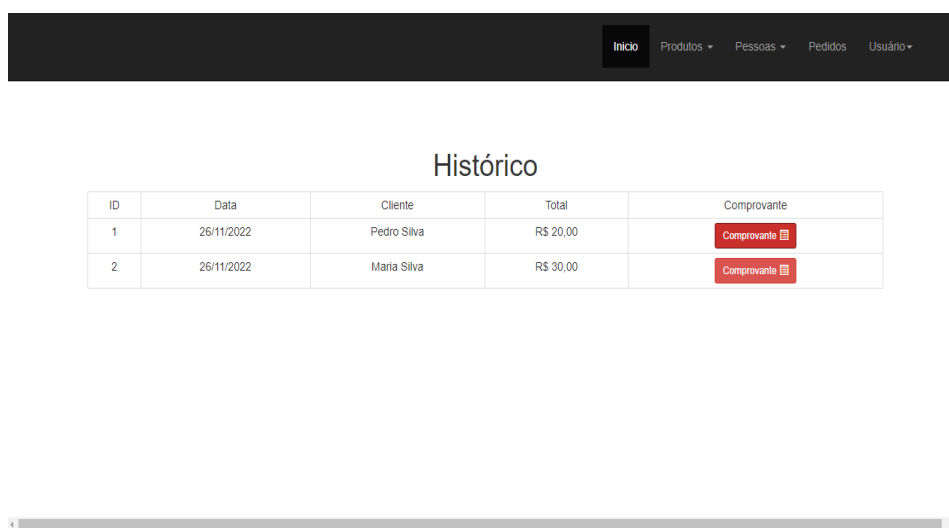 Inicio Produtos Pessoas Pedidos Usuário
Histórico
ID Data Cliente Total Comprovante
1 26/11/2022 Pedro Silva R$ 20,00 Comprovante
2 26/11/2022 Maria Silva R$ 30,00 Comprovante